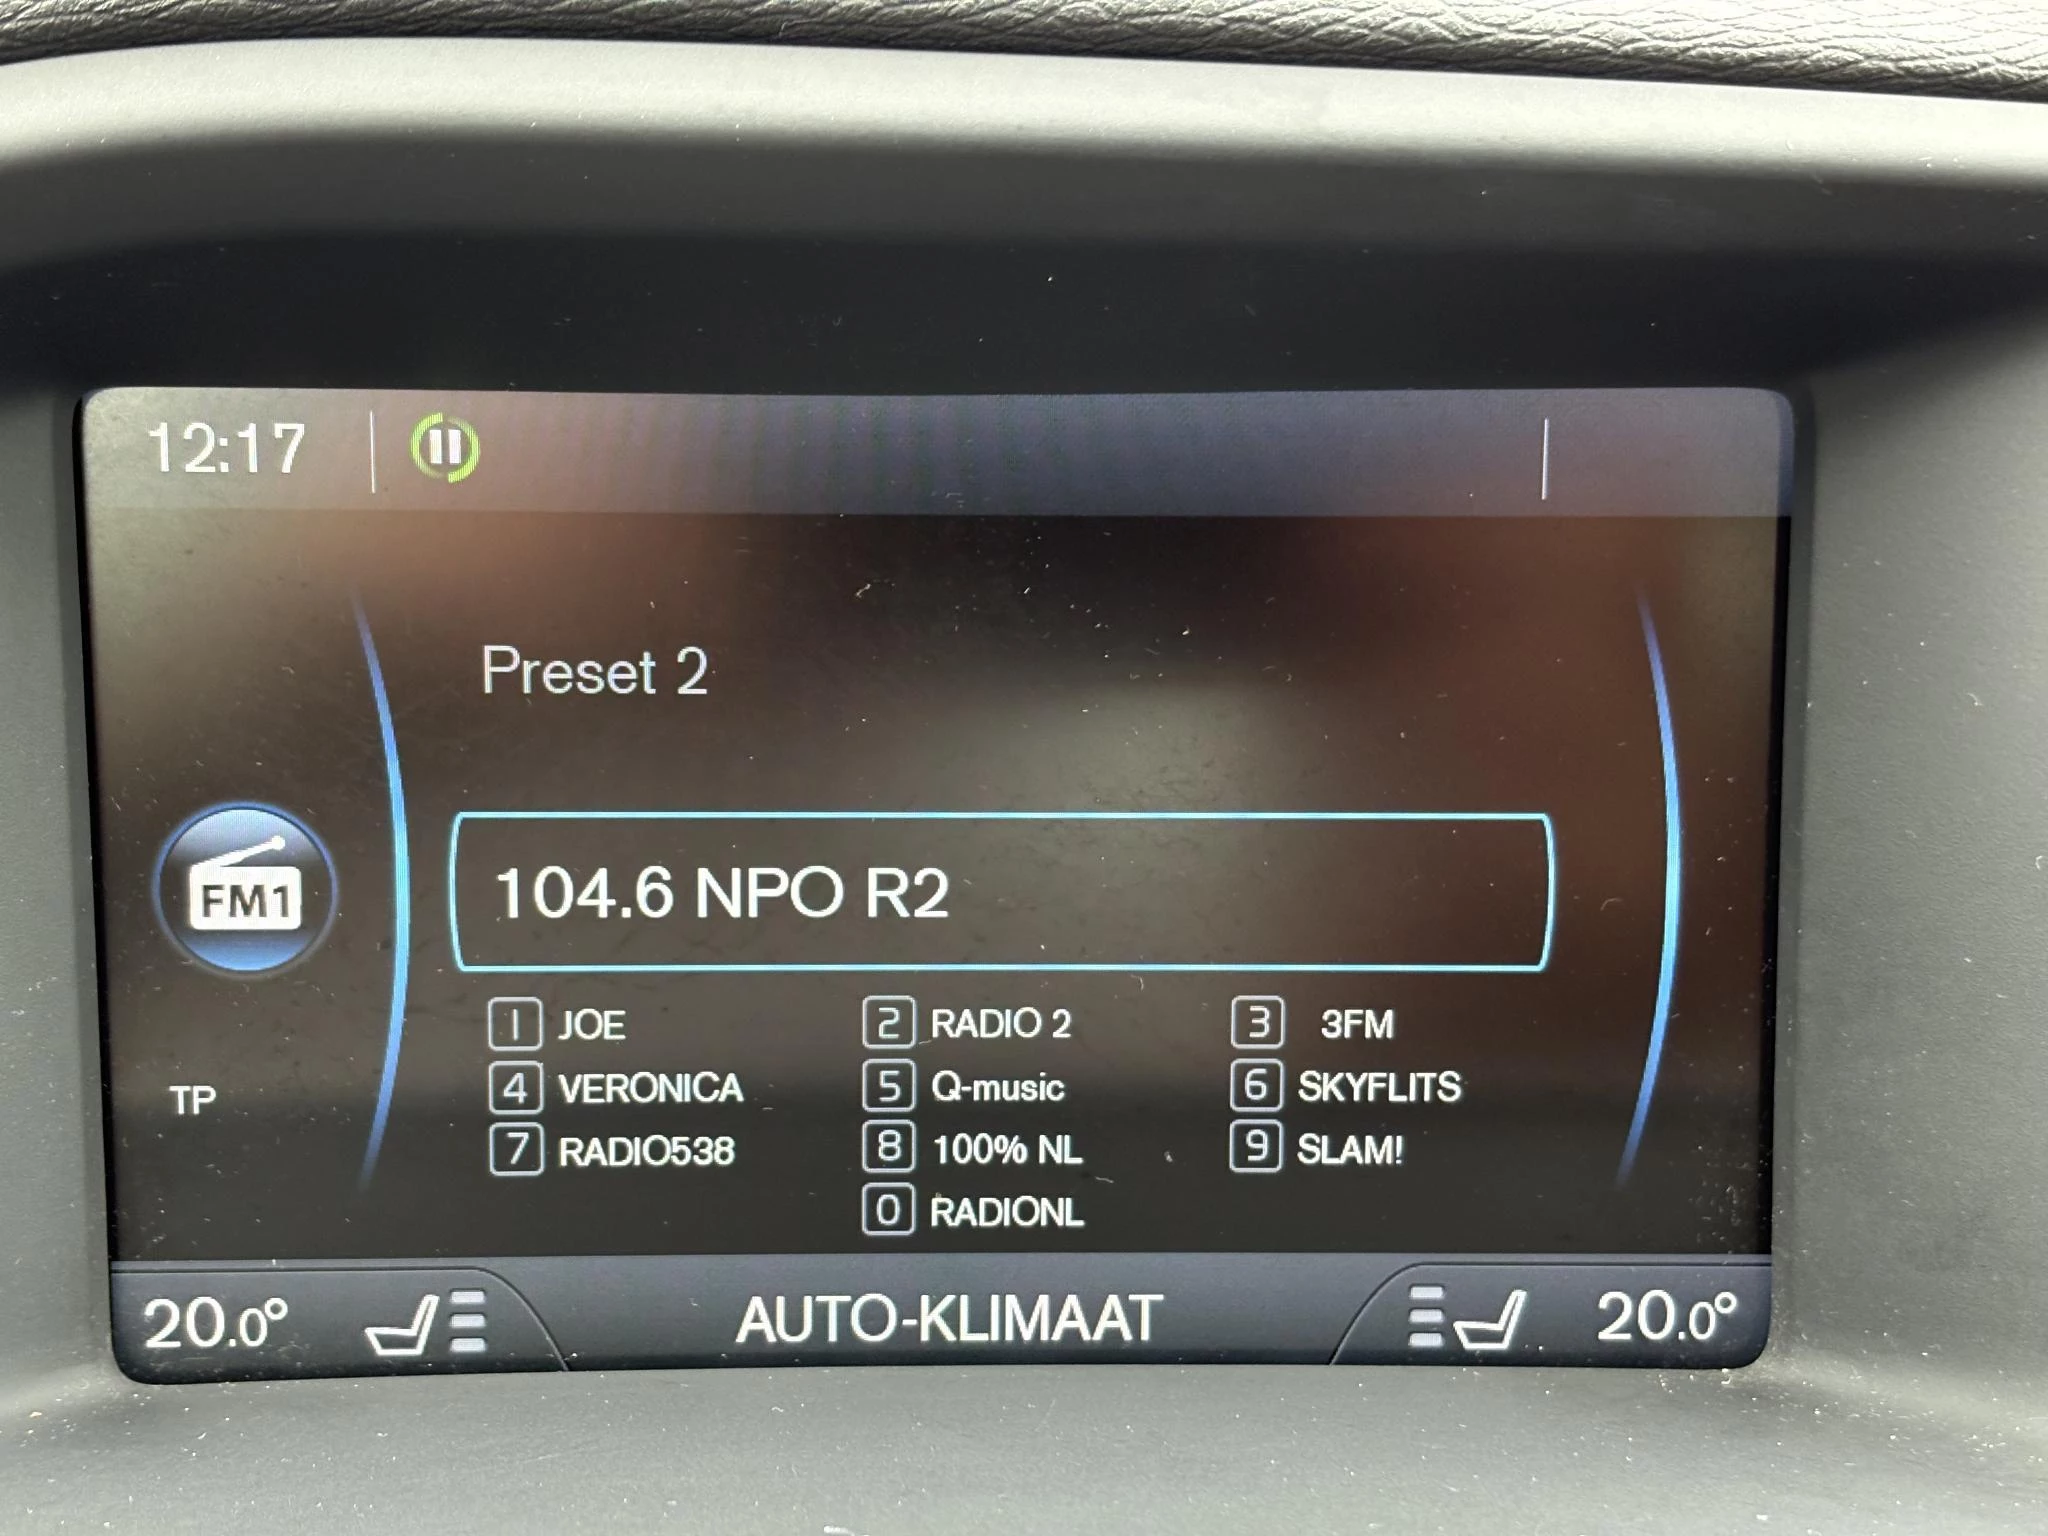 12:17
Preset 2
104.6 NPO R2
FM1
1 JOE 2 RADIO 2 3 3FM
4 VERONICA 5 Q-music 6 SKYFLITS
TP
7 RADIO538 8 100% NL 9 SLAM!
0 RADIONL
20.0° AUTO-KLIMAAT 20.0°